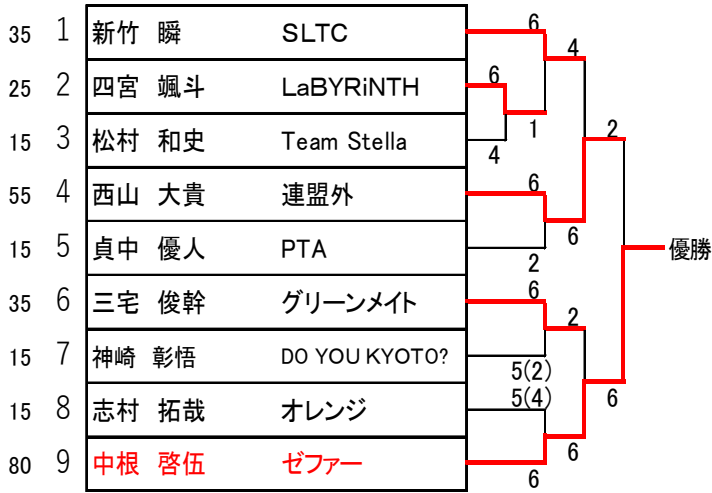 35 1 新竹 瞬 SLTC
25 2 四宮 颯斗 LaBYRiNTH
15 3 松村 和史 Team Stella
55 4 西山 大貴 連盟外
15 5 貞中 優人 PTA
35 6 三宅 俊幹 グリーンメイト
15 7 神崎 彰悟 DO YOU KYOTO?
15 8 志村 拓哉 オレンジ
80 9 中根 啓伍 ゼファー
6
4
6
1
4
2
6
6
2
優勝
6
2
5(2)
5(4)
6
6
6